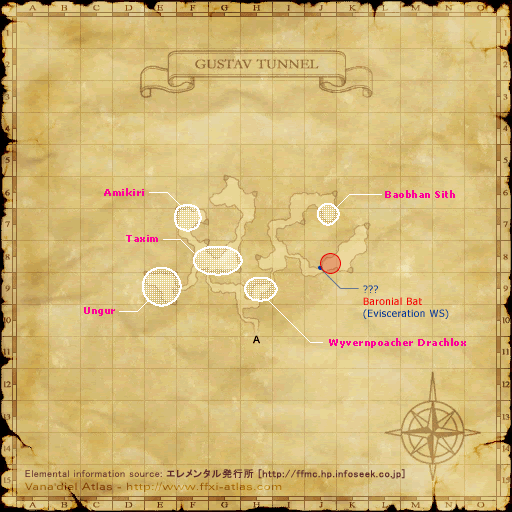 A B C D E F G H I J K L M N O
GUSTAV TUNNEL
Amikiri
Baobhan Sith
Taxim
???
Baronial Bat
(Evisceration WS)
Ungur
A
Wyvernpoacher Drachlox
Elemental information source: エレメンタル発行所 [http://ffmc.hp.infoseek.co.jp]
Vana'diel Atlas - http://www.ffxi-atlas.com